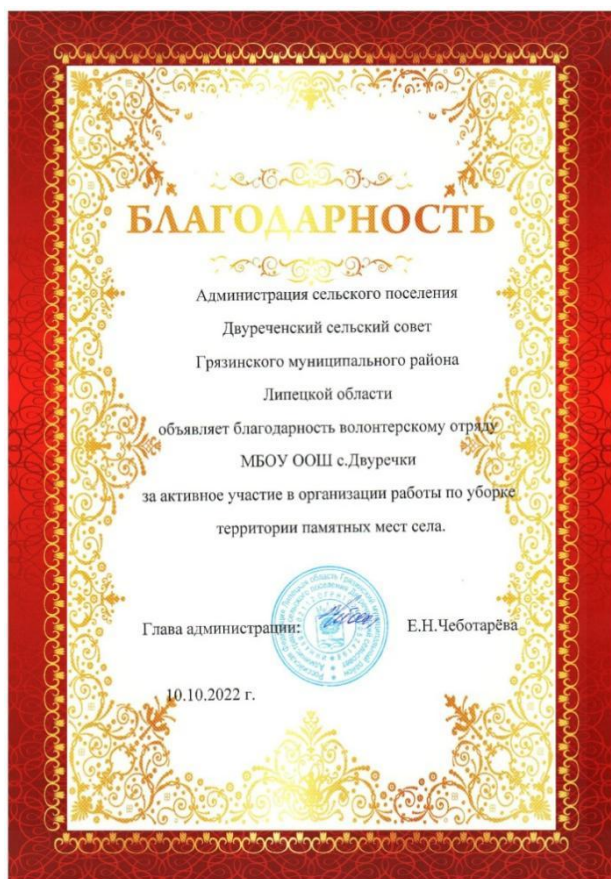 БЛАГОДАРНОСТЬ
Администрация сельского поселения
Двуреченский сельский совет
Грязинского муниципального района
Липецкой области
объявляет благодарность волонтерскому отряду
МБОУ ООШ с.Двуречки
за активное участие в организации работы по уборке
территории памятных мест села.
Глава администрации:
Е.Н.Чеботарёва
10.10.2022 г.